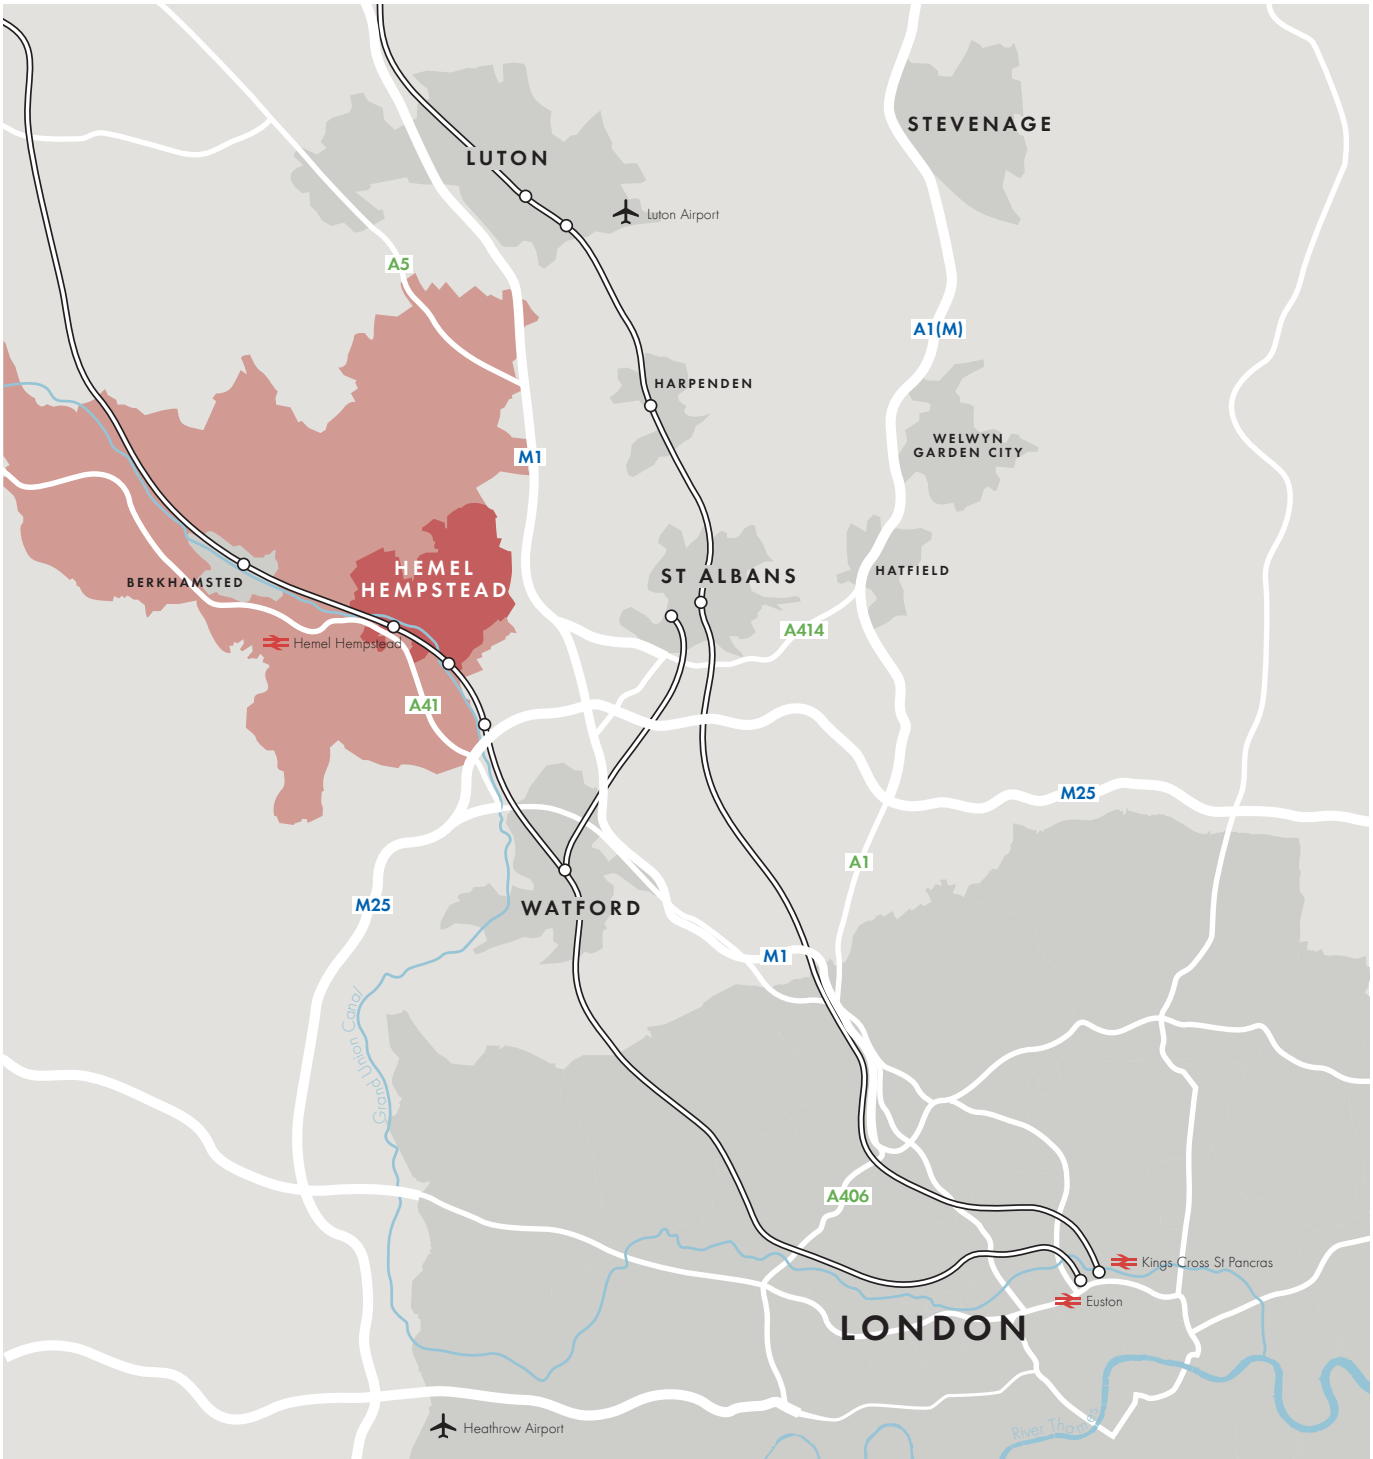 STEVENAGE
LUTON
Luton Airport
A5
A1(M)
HARPENDEN
WELWYN
GARDEN CITY
M1
HEMEL
HEMPSTEAD
BERKHAMSTED
ST ALBANS
HATFIELD
A414
Hemel Hempstead
A41
M25
A1
M25
WATFORD
M1
Grand Union Canal
A406
Kings Cross St Pancras
Euston
LONDON
River Thames
Heathrow Airport